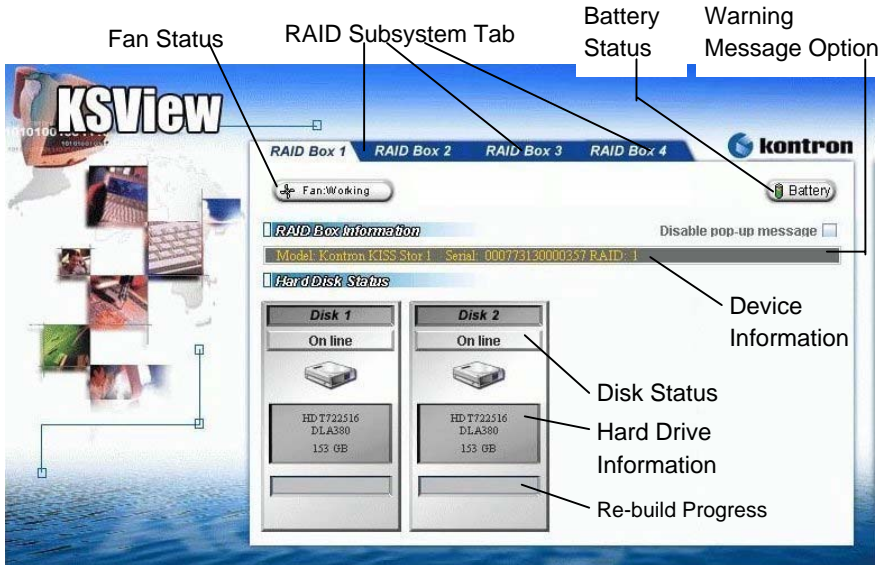 Fan Status
RAID Subsystem Tab
Battery
Status
Warning
Message Option
KSView
kontron
RAID Box 1
RAID Box 2
RAID Box 3
RAID Box 4
Fan:Working
Battery
RAID Box Information
Disable pop-up message
Model: Kontron KISS Stor 1 Serial: 000773130000357 RAID: 1
Hard Disk Status
Device
Information
Disk 1
Disk 2
On line
On line
Disk Status
HDT722516
DLA380
153 GB
HDT722516
DLA380
153 GB
Hard Drive
Information
Re-build Progress